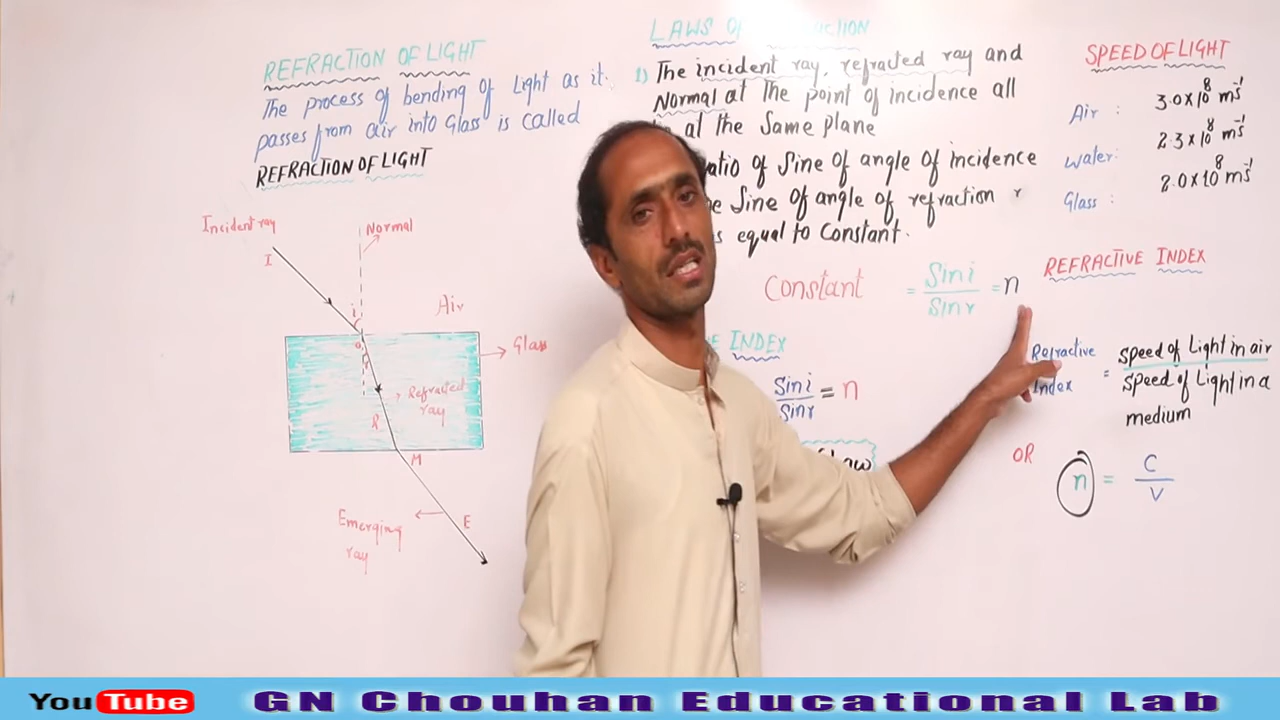 REFRACTION OF LIGHT
The process of bending of Light as it
passes from air into Glass is called
REFRACTION OF LIGHT
Incident ray
I
Normal
i
Air
Glass
o
r
Refracted
ray
R
M
Emerging
ray
E
LAWS OF
1) The incident ray, refracted ray and
Normal at the point of incidence all
at the Same plane
ratio of Sine of angle of incidence
Sine of angle of refraction r
equal to Constant.
Constant = Sin i / Sin r = n
INDEX
Sin i / Sin r = n
Law
SPEED OF LIGHT
Air : 3.0×10⁸ ms⁻¹
Water: 2.3×10⁸ ms⁻¹
Glass : 2.0×10⁸ ms⁻¹
REFRACTIVE INDEX
Refractive Index = Speed of Light in air
Speed of Light in a
medium
OR
n = C / V
YouTube GN Chouhan Educational Lab